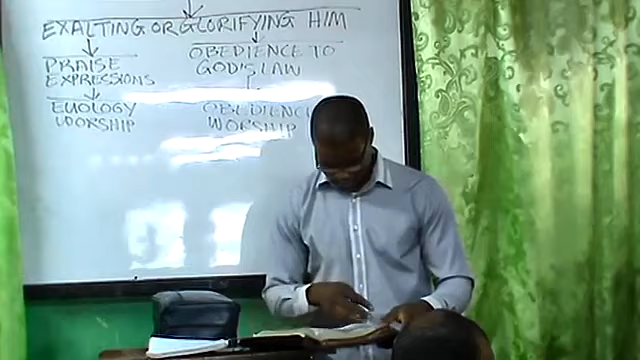 EXALTING OR GLORIFYING HIM
PRAISE EXPRESSIONS
OBEDIENCE TO GOD'S LAW
EULOGY WORSHIP
OBEDIENCE WORSHIP